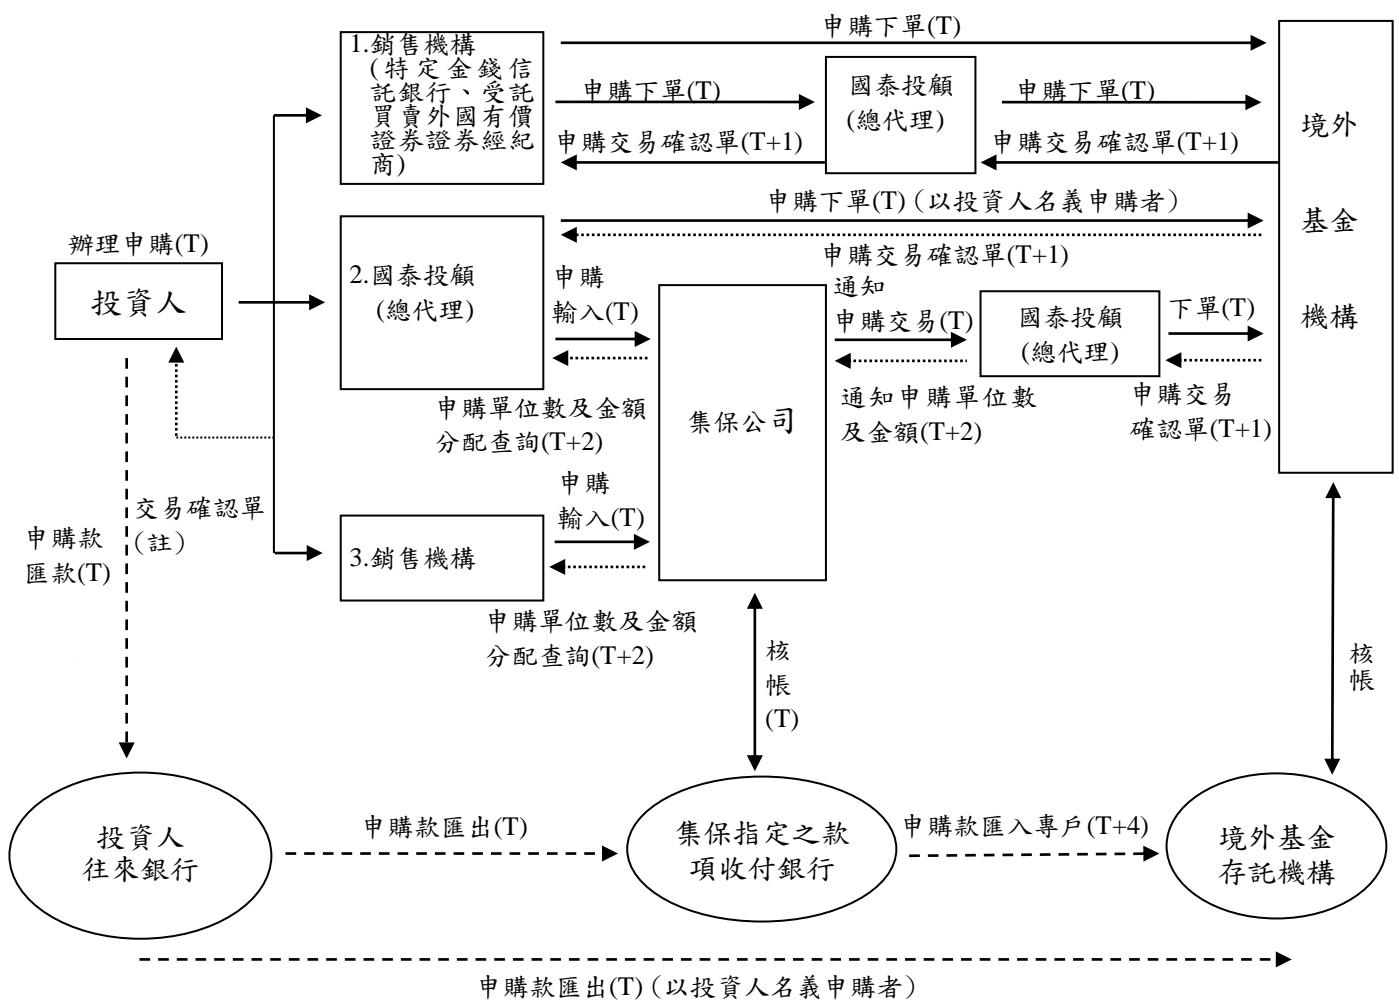 申購下單(T)
1.銷售機構
(特定金錢信
託銀行、受託
買賣外國有價
證券證券經紀
商)
申購下單(T)
國泰投顧
(總代理)
申購下單(T)
申購交易確認單(T+1)
申購交易確認單(T+1)
境外
基金
機構
申購下單(T)（以投資人名義申購者）
申購交易確認單(T+1)
辦理申購(T)
投資人
2.國泰投顧
(總代理)
申購
輸入(T)
通知
申購交易(T)
國泰投顧
(總代理)
下單(T)
申購單位數及金額
分配查詢(T+2)
集保公司
通知申購單位數
及金額(T+2)
申購交易
確認單(T+1)
申購
輸入(T)
3.銷售機構
交易確認單
（註）
申購款
匯款(T)
申購單位數及金額
分配查詢(T+2)
核
帳
(T)
核
帳
投資人
往來銀行
申購款匯出(T)
集保指定之款
項收付銀行
申購款匯入專戶(T+4)
境外基金
存託機構
申購款匯出(T)（以投資人名義申購者）